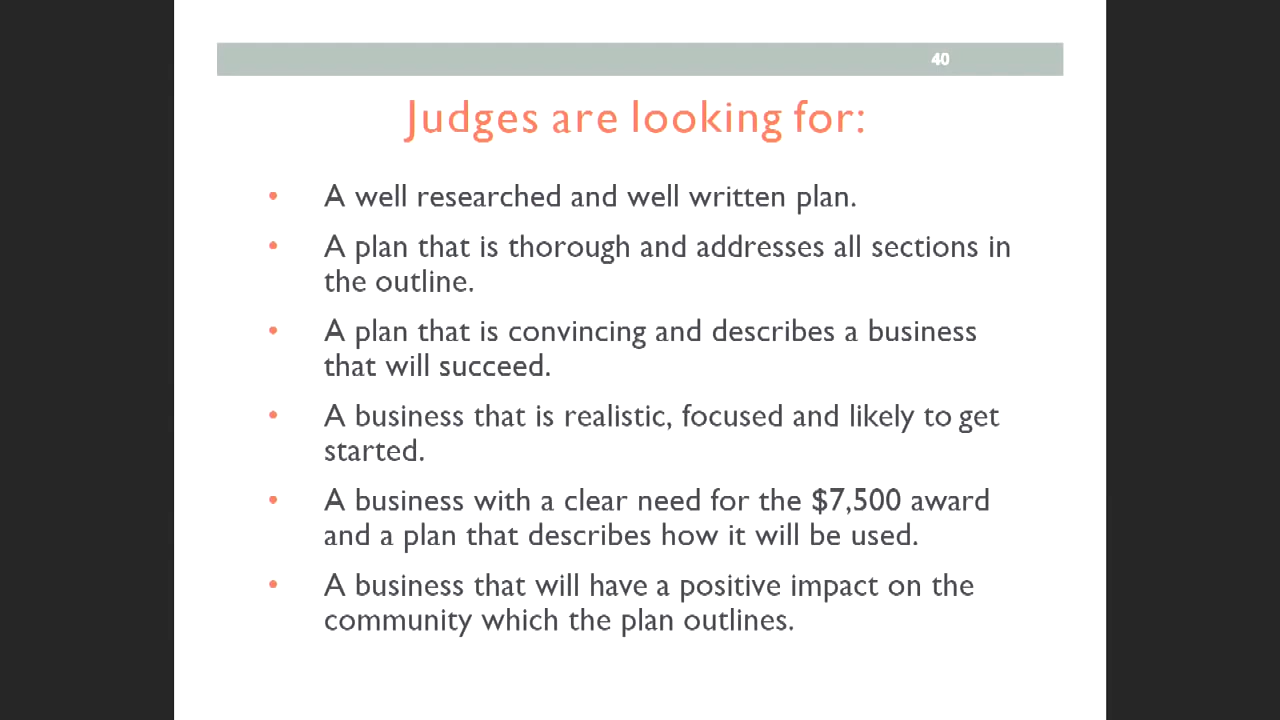 40
Judges are looking for:
• A well researched and well written plan.
• A plan that is thorough and addresses all sections in
the outline.
• A plan that is convincing and describes a business
that will succeed.
• A business that is realistic, focused and likely to get
started.
• A business with a clear need for the $7,500 award
and a plan that describes how it will be used.
• A business that will have a positive impact on the
community which the plan outlines.